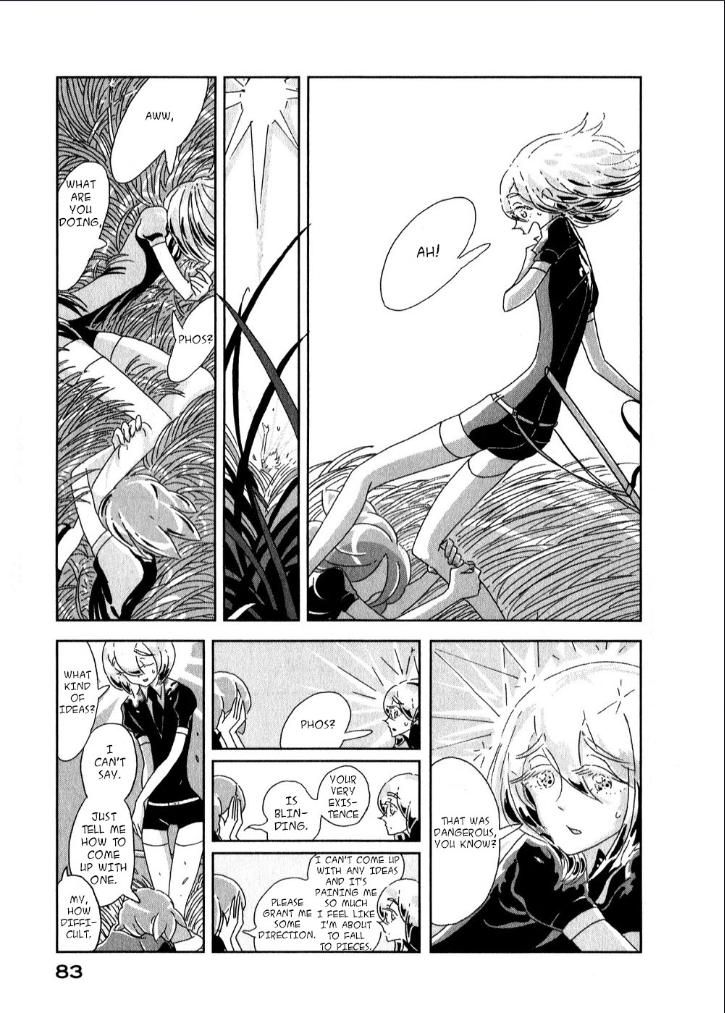 AH!
AWW,
WHAT
ARE
YOU
DOING,
PHOS?
THAT WAS
DANGEROUS,
YOU KNOW?
PHOS?
YOUR
VERY
EXIS-
TENCE
IS
BLIN-
DING.
I CAN'T COME UP
WITH ANY IDEAS
AND IT'S
PAINING ME
SO MUCH
I FEEL LIKE
I'M ABOUT
TO FALL
TO PIECES.
PLEASE
GRANT ME
SOME
DIRECTION.
WHAT
KIND
OF
IDEAS?
I
CAN'T
SAY.
JUST
TELL ME
HOW TO
COME
UP WITH
ONE.
MY,
HOW
DIFFI-
CULT.
83